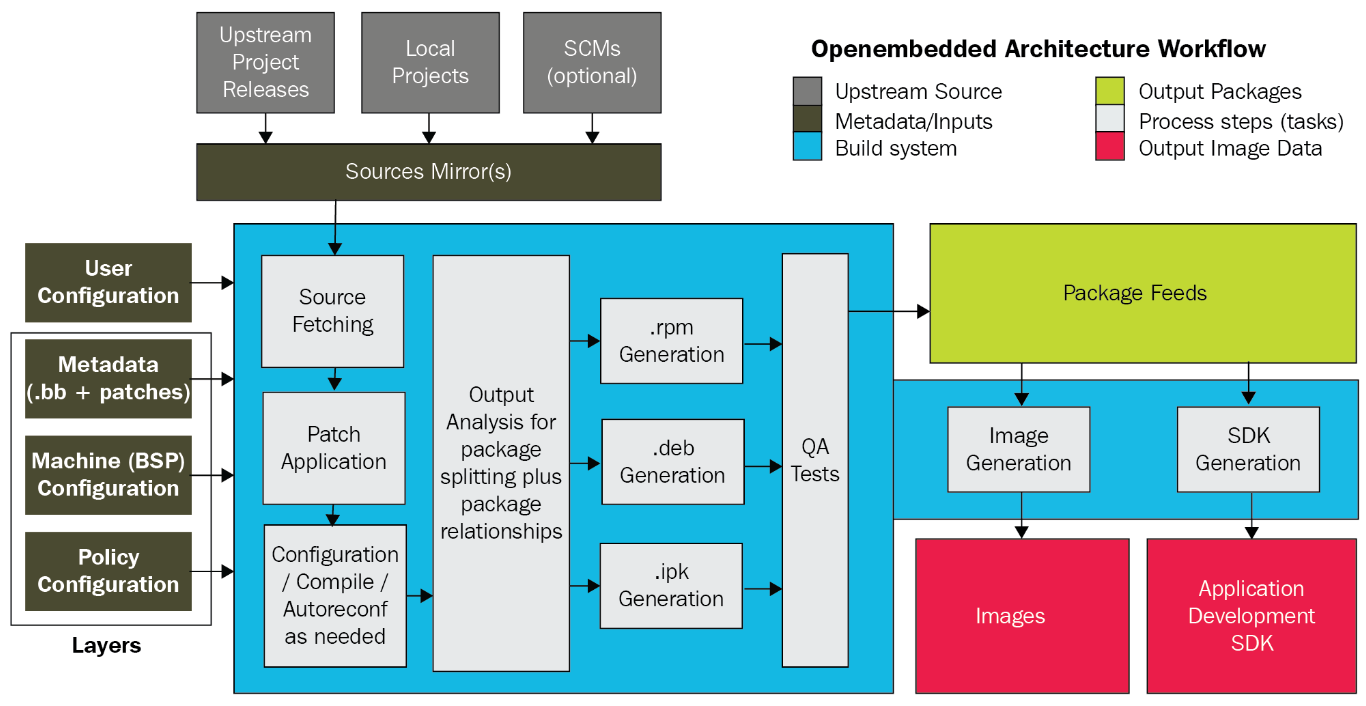 Upstream
Project
Releases
Local
Projects
SCMs
(optional)
Openembedded Architecture Workflow
Upstream Source
Metadata/Inputs
Build system
Output Packages
Process steps (tasks)
Output Image Data
Sources Mirror(s)
User
Configuration
Metadata
(.bb + patches)
Machine (BSP)
Configuration
Policy
Configuration
Layers
Source
Fetching
Patch
Application
Configuration
/ Compile /
Autoreconf
as needed
Output
Analysis for
package
splitting plus
package
relationships
.rpm
Generation
.deb
Generation
.ipk
Generation
QA
Tests
Package Feeds
Image
Generation
SDK
Generation
Images
Application
Development
SDK